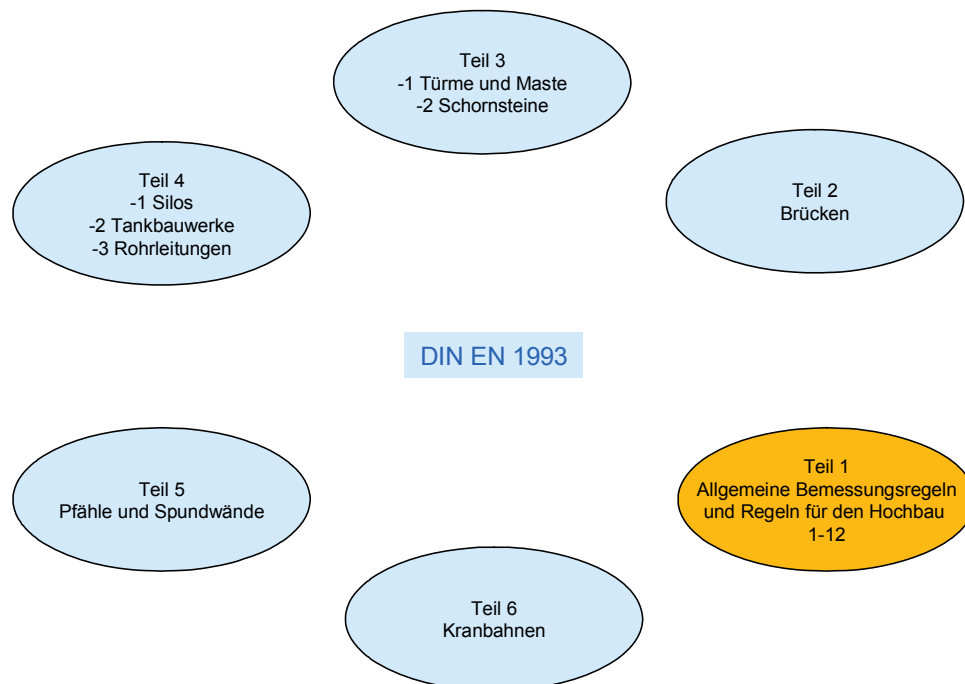 Teil 3
-1 Türme und Maste
-2 Schornsteine
Teil 4
-1 Silos
-2 Tankbauwerke
-3 Rohrleitungen
Teil 2
Brücken
DIN EN 1993
Teil 5
Pfähle und Spundwände
Teil 1
Allgemeine Bemessungsregeln
und Regeln für den Hochbau
1-12
Teil 6
Kranbahnen